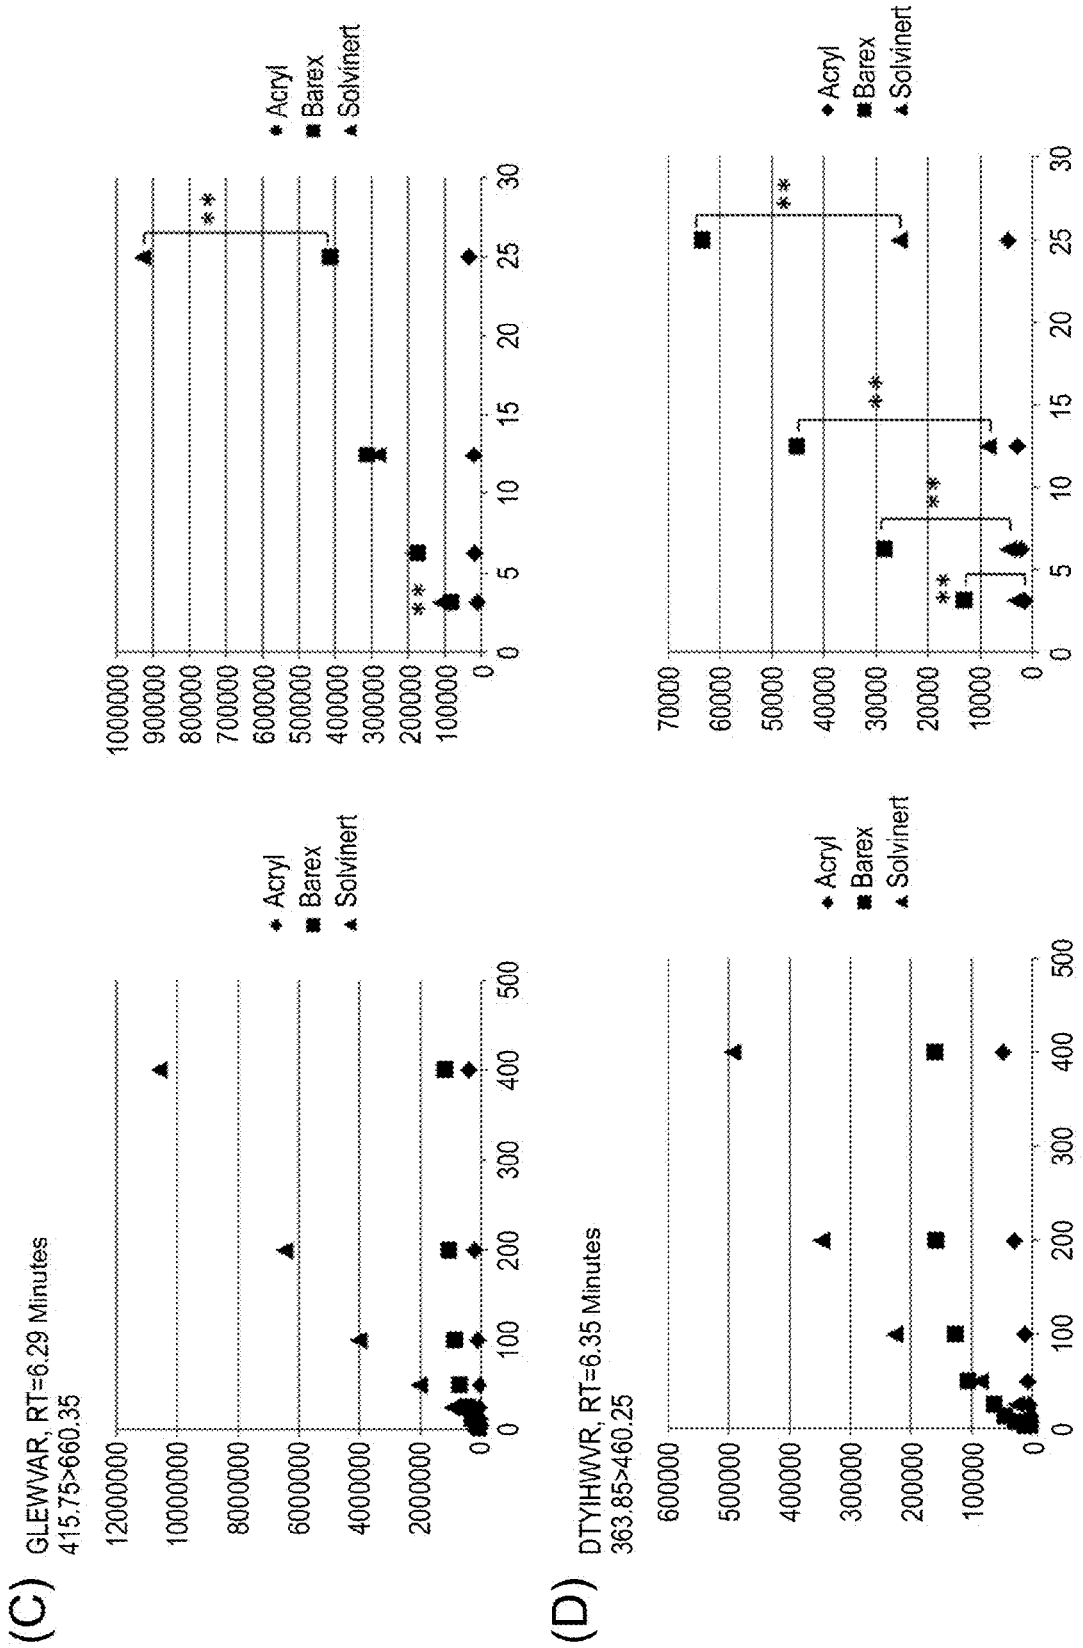 (C)
GLEWVAR, RT=6.29 Minutes
415.75>660.35
12000000
10000000
8000000
6000000
4000000
2000000
0
0 100 200 300 400 500
Acryl
Barex
Solvinert
1000000
900000
800000
700000
600000
500000
400000
300000
200000
100000
0
0 5 10 15 20 25 30
**
**
Acryl
Barex
Solvinert
(D)
DTYIHWVR, RT=6.35 Minutes
363.85>460.25
600000
500000
400000
300000
200000
100000
0
0 100 200 300 400 500
Acryl
Barex
Solvinert
70000
60000
50000
40000
30000
20000
10000
0
0 5 10 15 20 25 30
**
**
**
**
Acryl
Barex
Solvinert